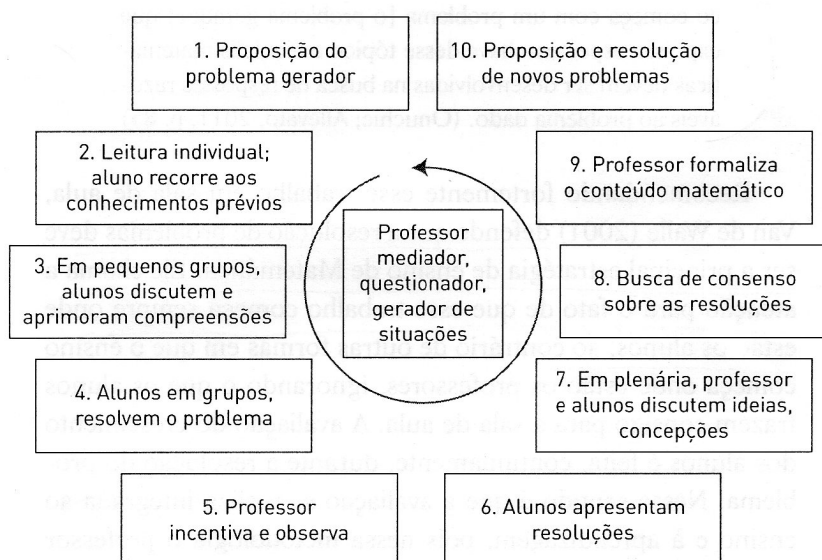 1. Proposição do
problema gerador
2. Leitura individual;
aluno recorre aos
conhecimentos prévios
3. Em pequenos grupos,
alunos discutem e
aprimoram compreensões
4. Alunos em grupos,
resolvem o problema
5. Professor
incentiva e observa
6. Alunos apresentam
resoluções
7. Em plenária, professor
e alunos discutem ideias,
concepções
8. Busca de consenso
sobre as resoluções
9. Professor formaliza
o conteúdo matemático
10. Proposição e resolução
de novos problemas
Professor
mediador,
questionador,
gerador de
situações